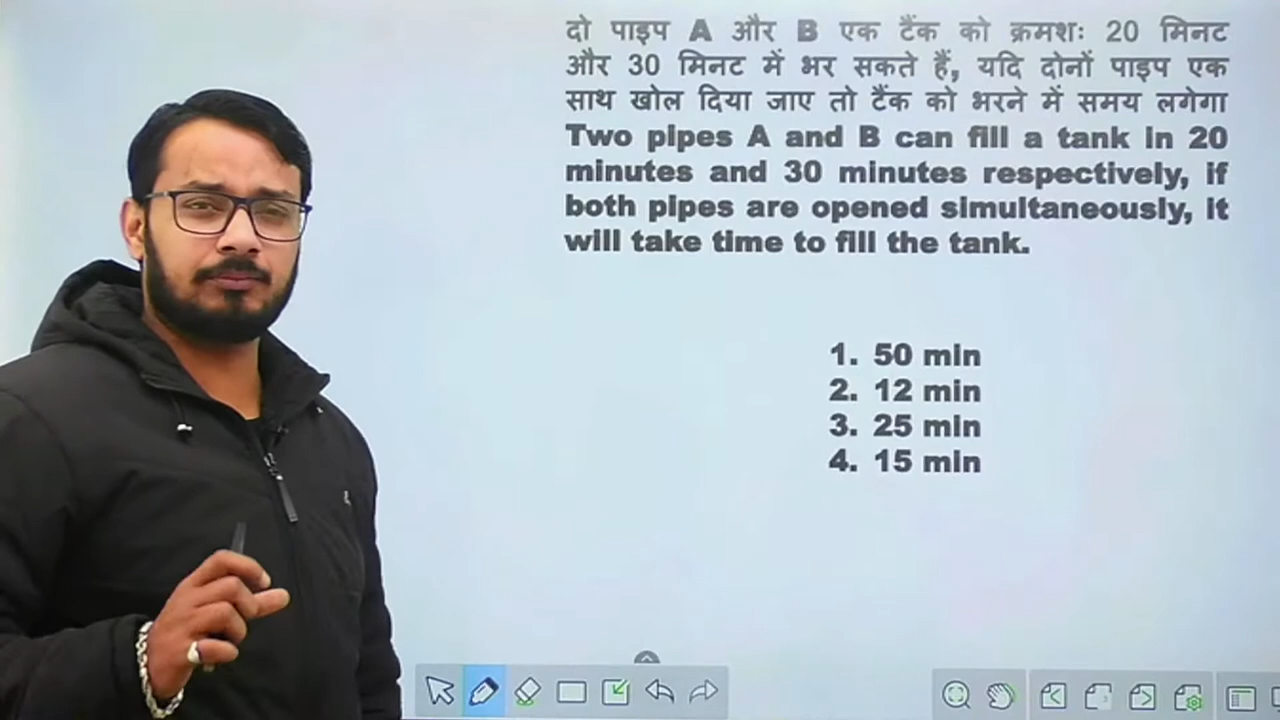 दो पाइप A और B एक टैंक को क्रमशः 20 मिनट
और 30 मिनट में भर सकते हैं, यदि दोनों पाइप एक
साथ खोल दिया जाए तो टैंक को भरने में समय लगेगा
Two pipes A and B can fill a tank in 20
minutes and 30 minutes respectively, if
both pipes are opened simultaneously, it
will take time to fill the tank.
1. 50 min
2. 12 min
3. 25 min
4. 15 min